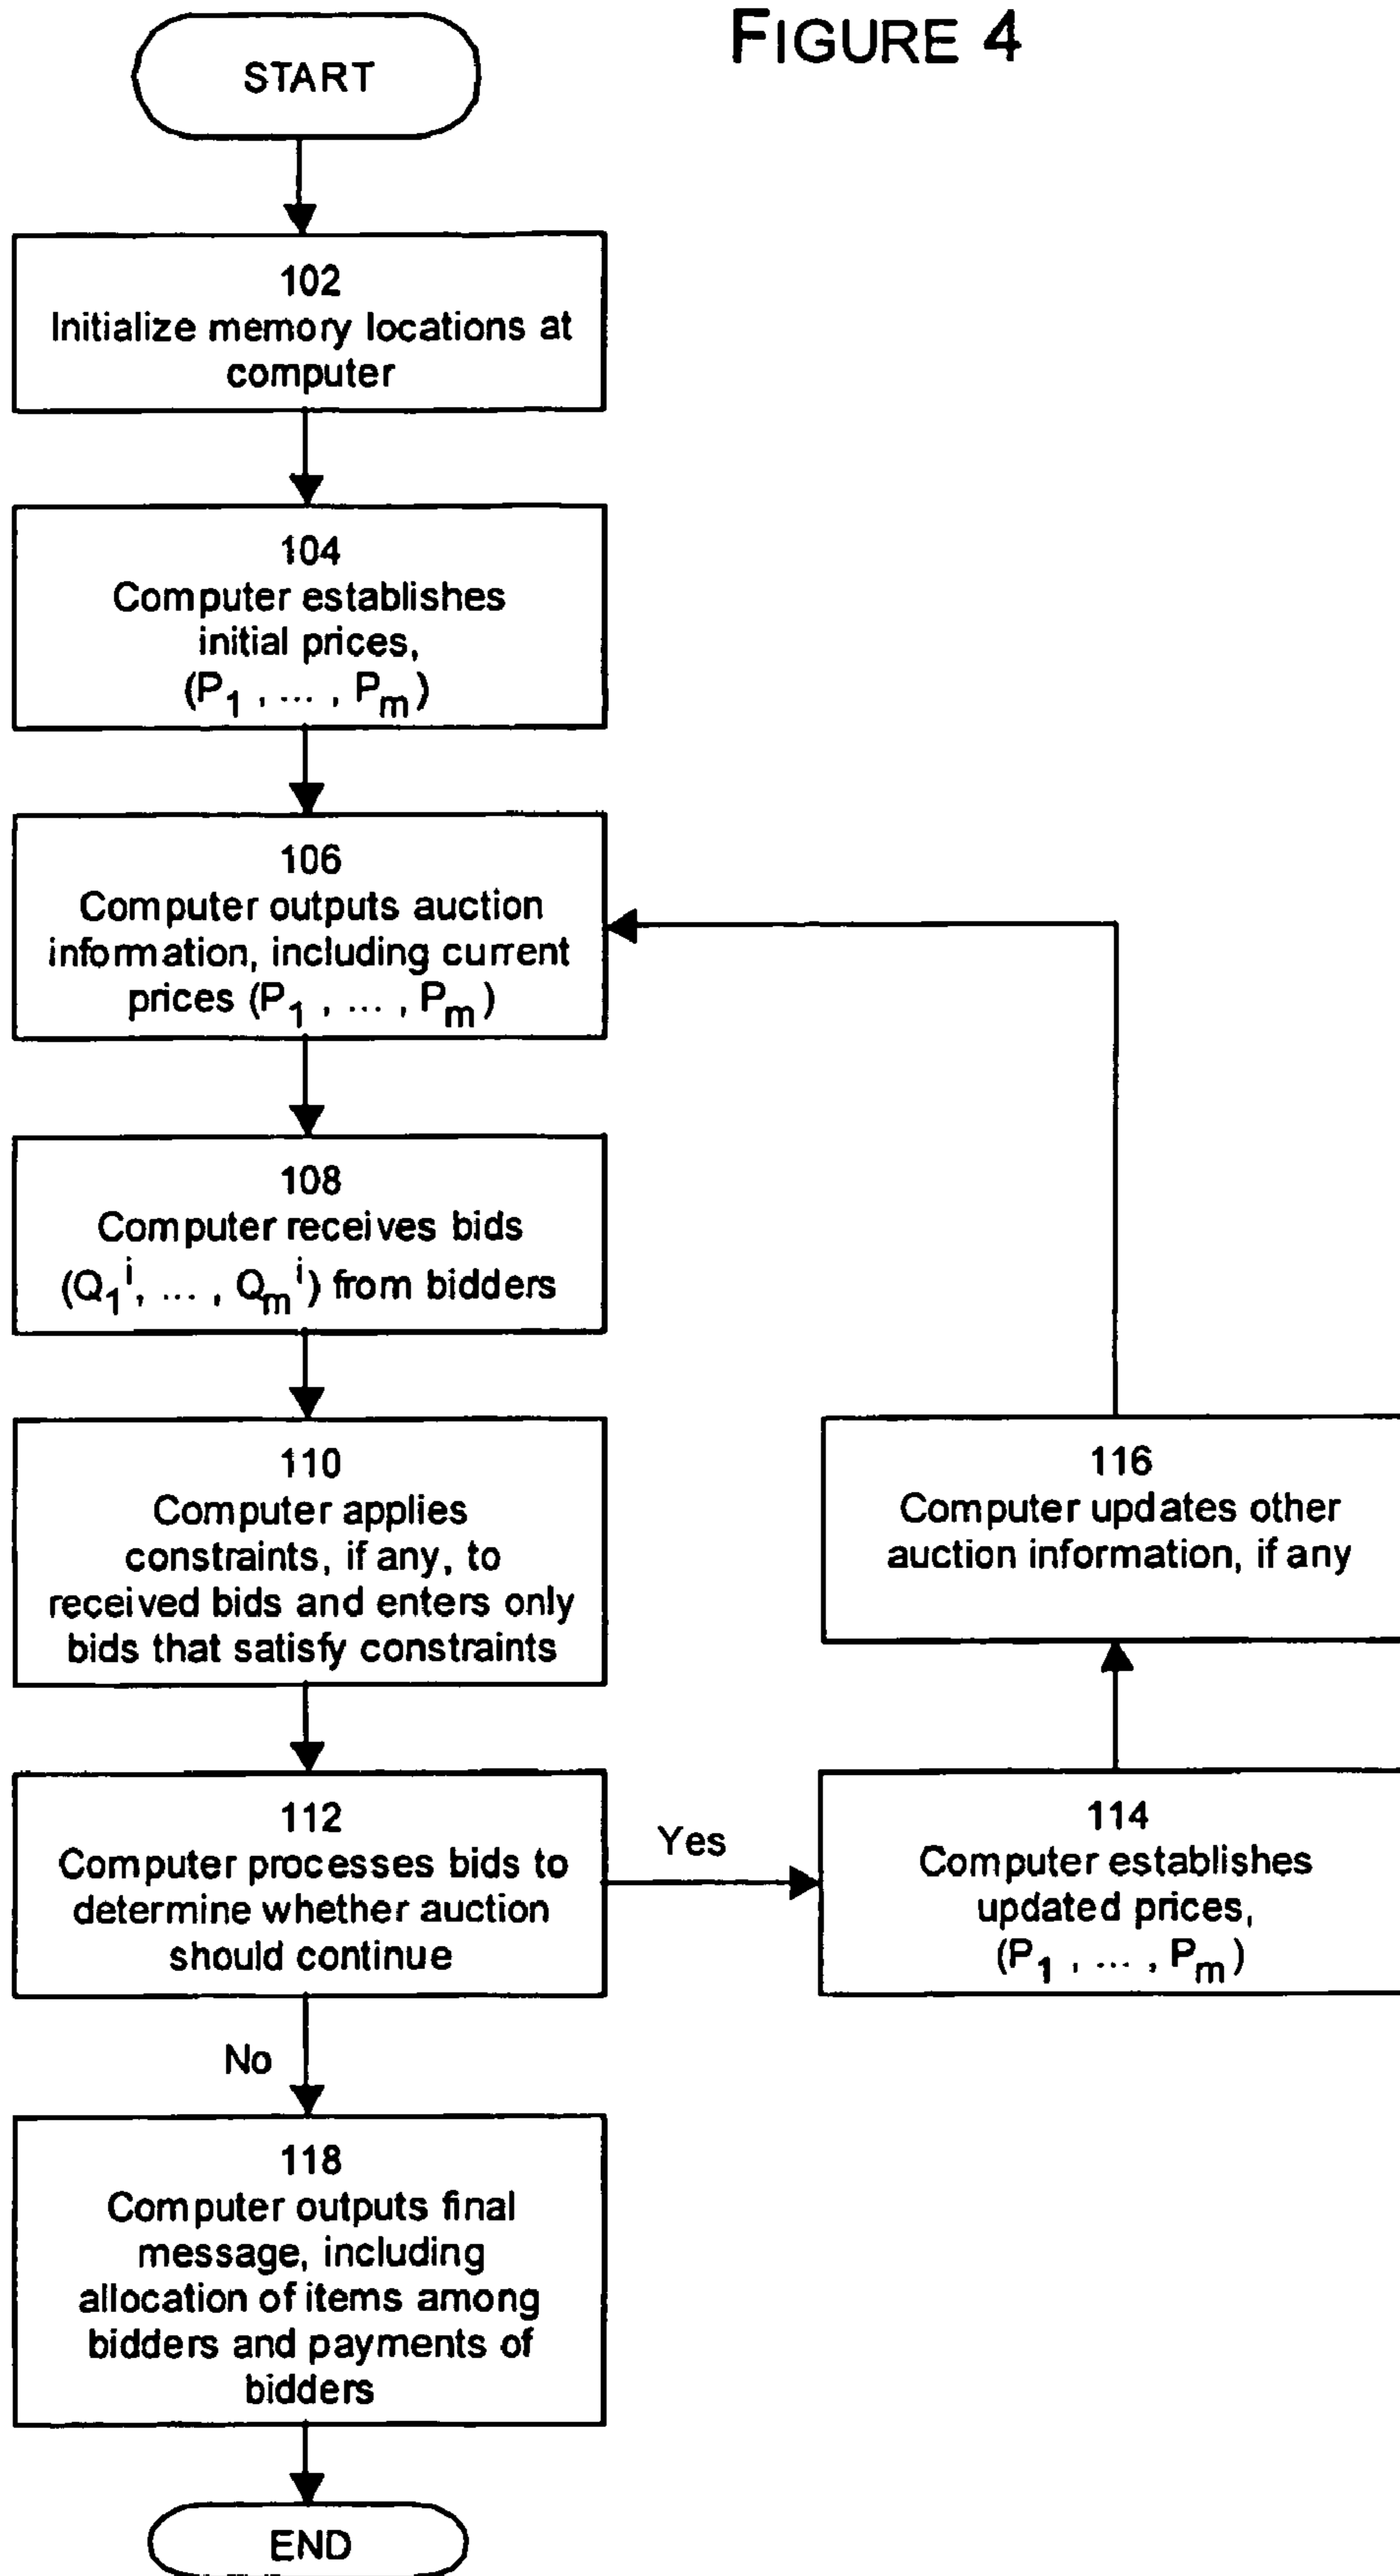 FIGURE 4
START
102
Initialize memory locations at
computer
104
Computer establishes
initial prices,
(P1 , ... , Pm)
106
Computer outputs auction
information, including current
prices (P1 , ... , Pm)
108
Computer receives bids
(Q1^i, ... , Qm^i) from bidders
110
Computer applies
constraints, if any, to
received bids and enters only
bids that satisfy constraints
112
Computer processes bids to
determine whether auction
should continue
Yes
114
Computer establishes
updated prices,
(P1 , ... , Pm)
116
Computer updates other
auction information, if any
No
118
Computer outputs final
message, including
allocation of items among
bidders and payments of
bidders
END